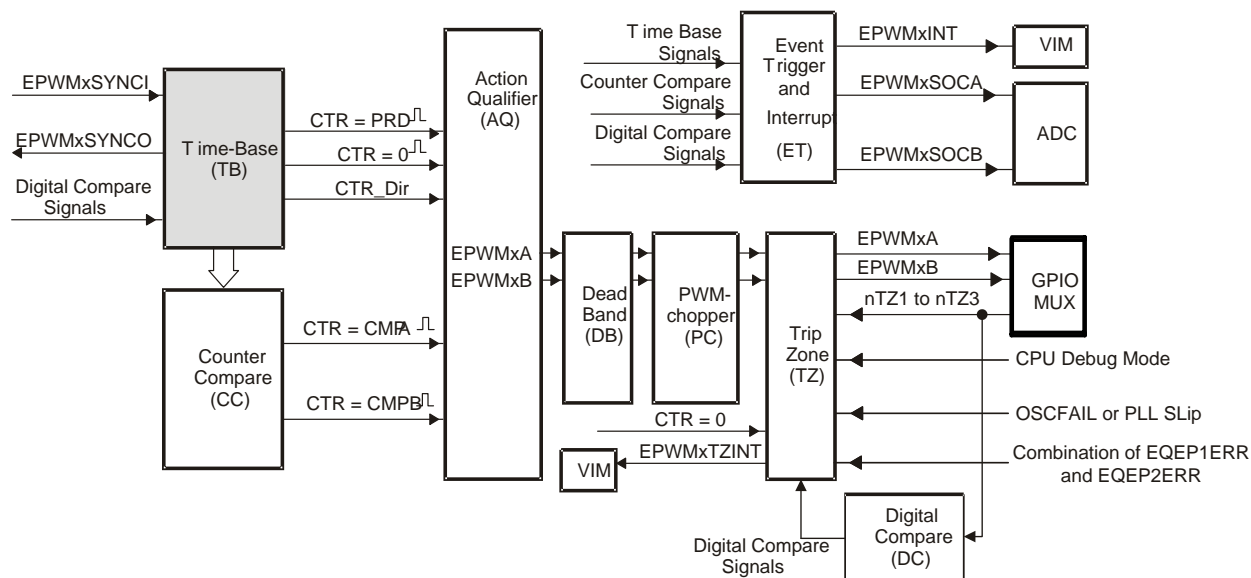 EPWMxSYNCI
EPWMxSYNCO
Digital Compare
Signals
Time-Base
(TB)
CTR = PRD
CTR = 0
CTR_Dir
Counter
Compare
(CC)
CTR = CMPA
CTR = CMPB
Action
Qualifier
(AQ)
EPWMxA
EPWMxB
Dead
Band
(DB)
PWM-
chopper
(PC)
CTR = 0
EPWMxTZINT
VIM
Time Base
Signals
Counter Compare
Signals
Digital Compare
Signals
Event
Trigger
and
Interrupt
(ET)
EPWMxINT
EPWMxSOCA
EPWMxSOCB
VIM
ADC
Trip
Zone
(TZ)
EPWMxA
EPWMxB
nTZ1 to nTZ3
GPIO
MUX
CPU Debug Mode
OSCFAIL or PLL SLip
Combination of EQEP1ERR
and EQEP2ERR
Digital
Compare
(DC)
Digital Compare
Signals